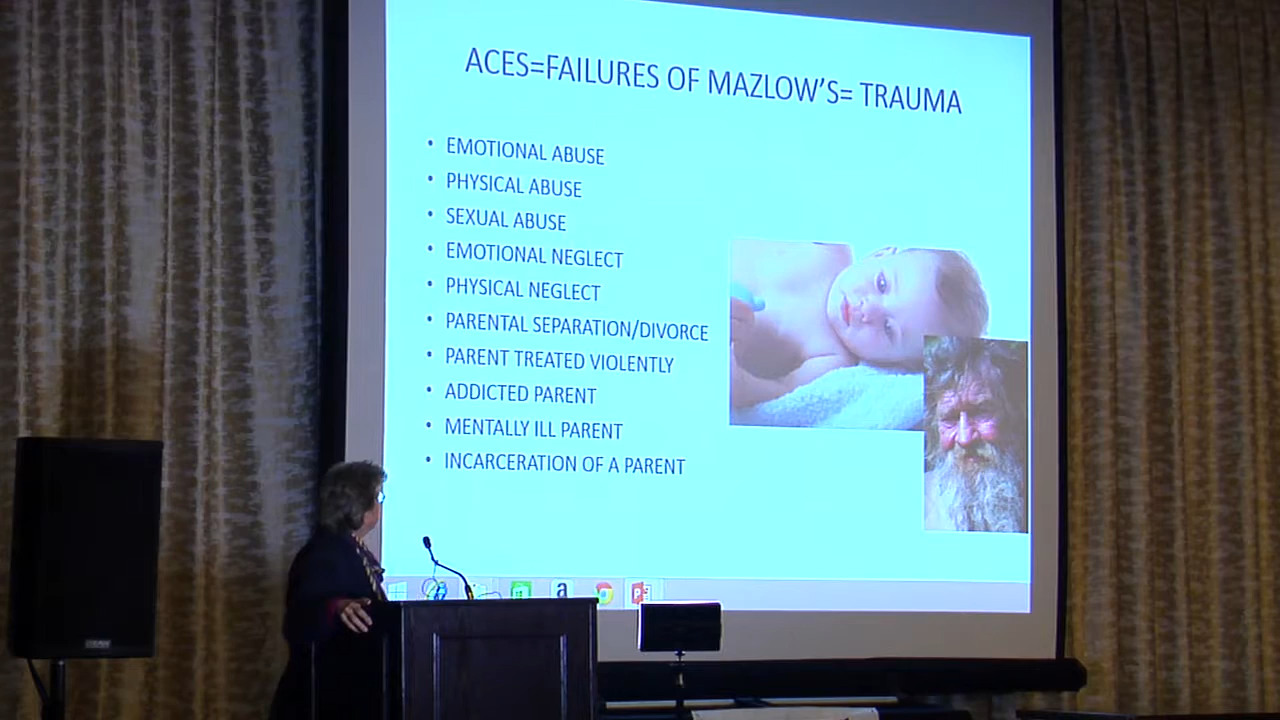 ACES=FAILURES OF MAZLOW'S= TRAUMA
• EMOTIONAL ABUSE
• PHYSICAL ABUSE
• SEXUAL ABUSE
• EMOTIONAL NEGLECT
• PHYSICAL NEGLECT
• PARENTAL SEPARATION/DIVORCE
• PARENT TREATED VIOLENTLY
• ADDICTED PARENT
• MENTALLY ILL PARENT
• INCARCERATION OF A PARENT